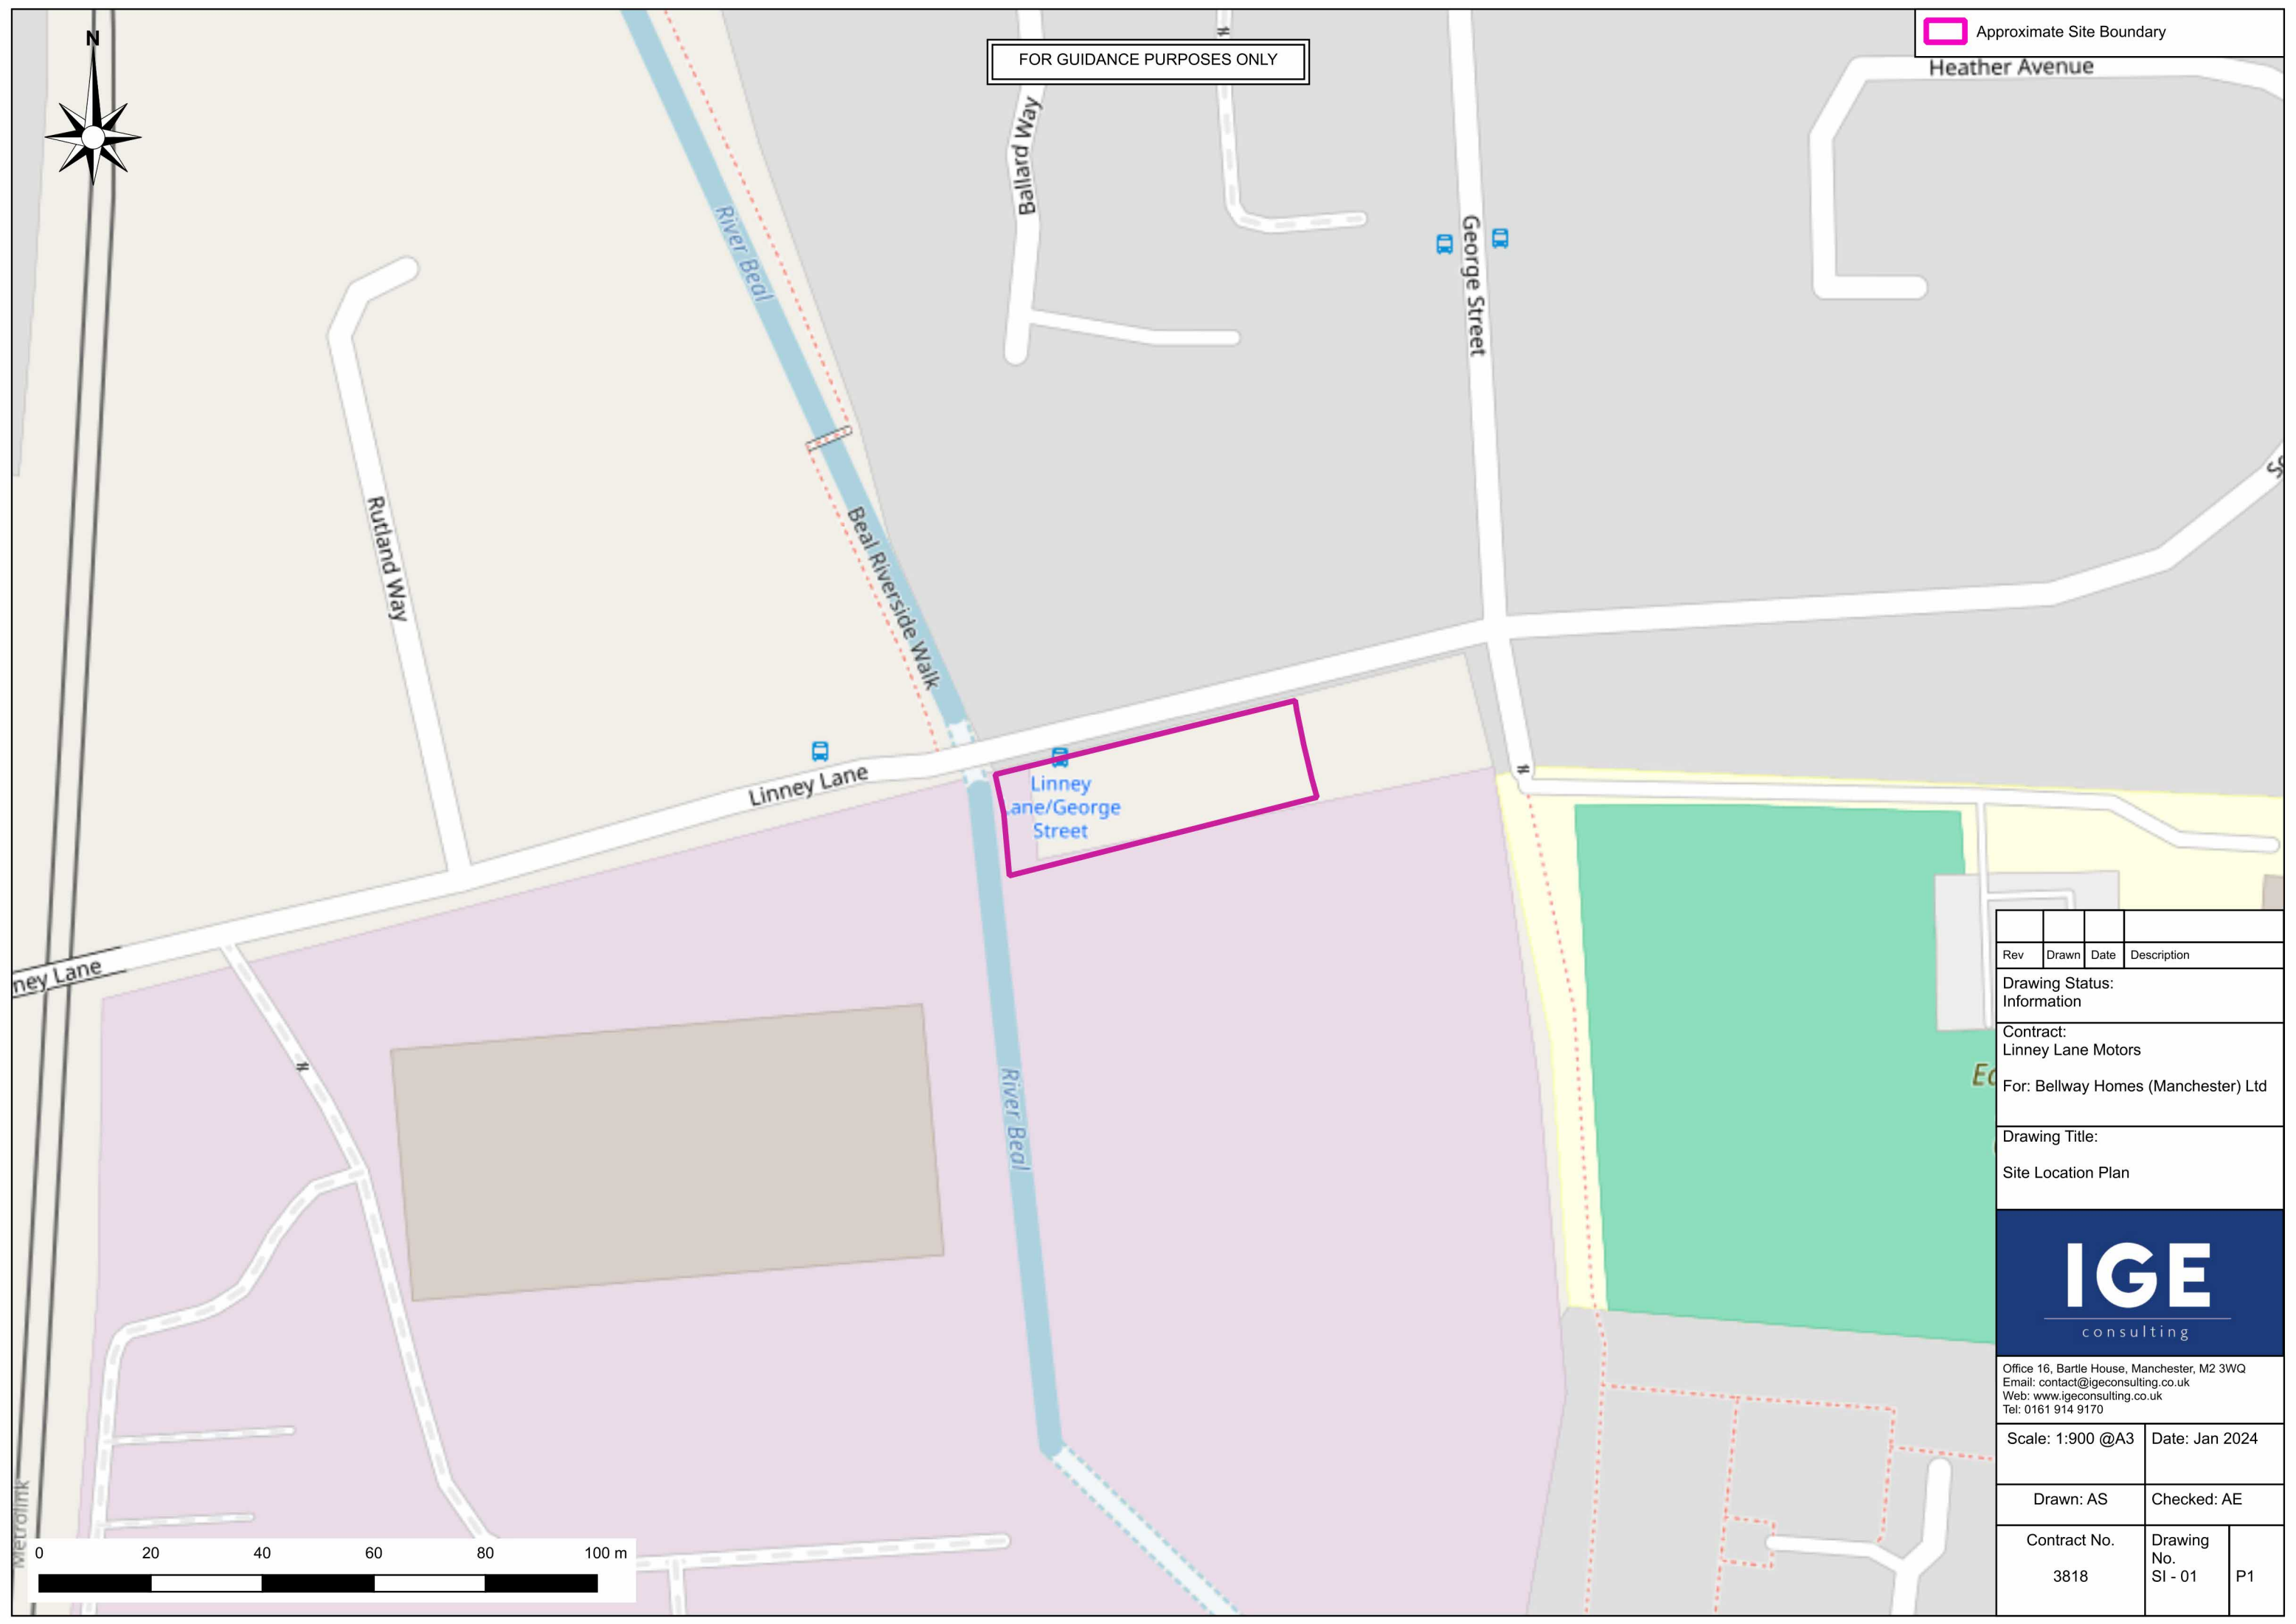 N
FOR GUIDANCE PURPOSES ONLY
Approximate Site Boundary
Heather Avenue
Ballard Way
River Beal
George Street
Rutland Way
Beal Riverside Walk
Linney
Lane/George
Street
Linney Lane
ney Lane
River Beal
Metrolink
0 20 40 60 80 100 m
Rev Drawn Date Description
Drawing Status:
Information
Contract:
Linney Lane Motors
For: Bellway Homes (Manchester) Ltd
Drawing Title:
Site Location Plan
IGE
consulting
Office 16, Bartle House, Manchester, M2 3WQ
Email: contact@igeconsulting.co.uk
Web: www.igeconsulting.co.uk
Tel: 0161 914 9170
Scale: 1:900 @A3
Date: Jan 2024
Drawn: AS
Checked: AE
Contract No.
3818
Drawing
No.
SI - 01
P1